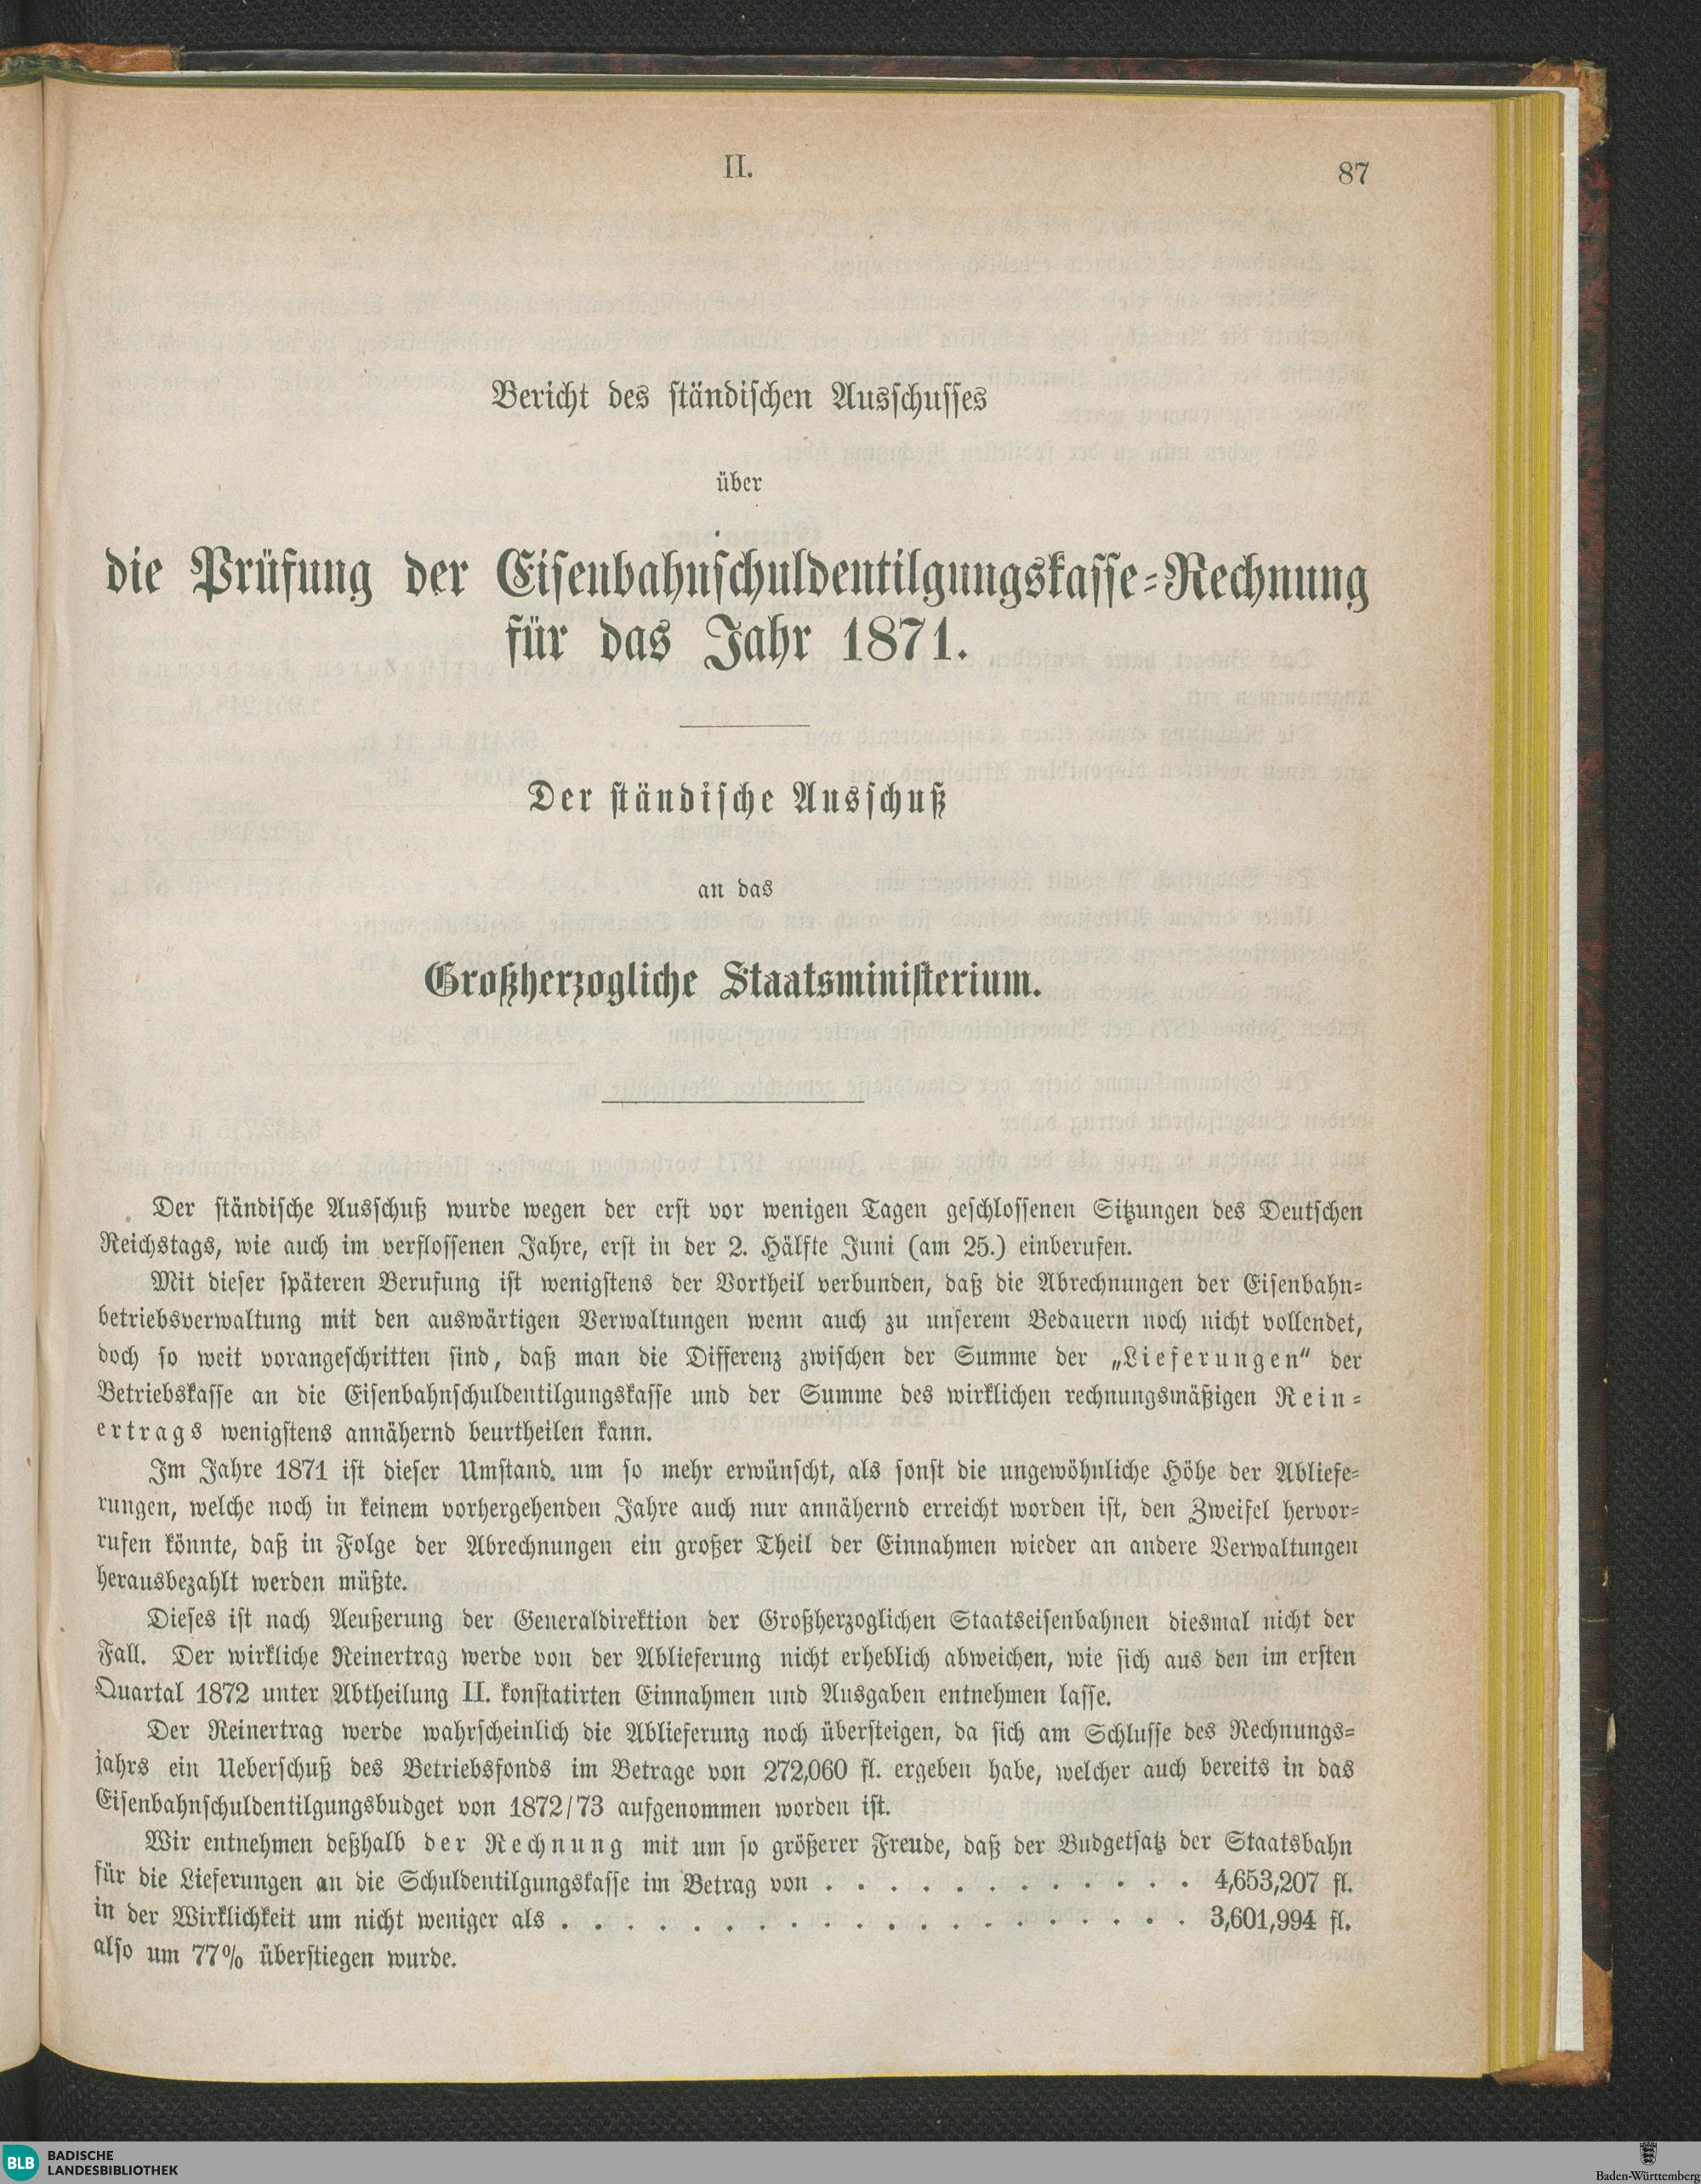 II.
87
Bericht des ständischen Ausschusses
über
die Prüfung der Eisenbahnschuldentilgungskasse-Rechnung
für das Jahr 1871.
Der ständische Ausschuß
an das
Großherzogliche Staatsministerium.
Der ständische Ausschuß wurde wegen der erst vor wenigen Tagen geschlossenen Sitzungen des Deutschen
Reichstags, wie auch im verflossenen Jahre, erst in der 2. Hälfte Juni (am 25.) einberufen.
Mit dieser späteren Berufung ist wenigstens der Vortheil verbunden, daß die Abrechnungen der Eisenbahn-
betriebsverwaltung mit den auswärtigen Verwaltungen wenn auch zu unserem Bedauern noch nicht vollendet,
doch so weit vorangeschritten sind, daß man die Differenz zwischen der Summe der „Lieferungen“ der
Betriebskasse an die Eisenbahnschuldentilgungskasse und der Summe des wirklichen rechnungsmäßigen Rein-
ertrags wenigstens annähernd beurtheilen kann.
Im Jahre 1871 ist dieser Umstand um so mehr erwünscht, als sonst die ungewöhnliche Höhe der Abliefe-
rungen, welche noch in keinem vorhergehenden Jahre auch nur annähernd erreicht worden ist, den Zweifel hervor-
rufen könnte, daß in Folge der Abrechnungen ein großer Theil der Einnahmen wieder an andere Verwaltungen
herausbezahlt werden müßte.
Dieses ist nach Aeußerung der Generaldirektion der Großherzoglichen Staatseisenbahnen diesmal nicht der
Fall. Der wirkliche Reinertrag werde von der Ablieferung nicht erheblich abweichen, wie sich aus den im ersten
Quartal 1872 unter Abtheilung II. konstatirten Einnahmen und Ausgaben entnehmen lasse.
Der Reinertrag werde wahrscheinlich die Ablieferung noch übersteigen, da sich am Schlusse des Rechnungs-
jahrs ein Ueberschuß des Betriebsfonds im Betrage von 272,060 fl. ergeben habe, welcher auch bereits in das
Eisenbahnschuldentilgungsbudget von 1872/73 aufgenommen worden ist.
Wir entnehmen deßhalb der Rechnung mit um so größerer Freude, daß der Budgetsatz der Staatsbahn
für die Lieferungen an die Schuldentilgungskasse im Betrag von . . . . . . . . . . . . 4,653,207 fl.
in der Wirklichkeit um nicht weniger als . . . . . . . . . . . . . . . . . . . . 3,601,994 fl.
also um 77% überstiegen wurde.
BLB BADISCHE
LANDESBIBLIOTHEK
Baden-Württemberg